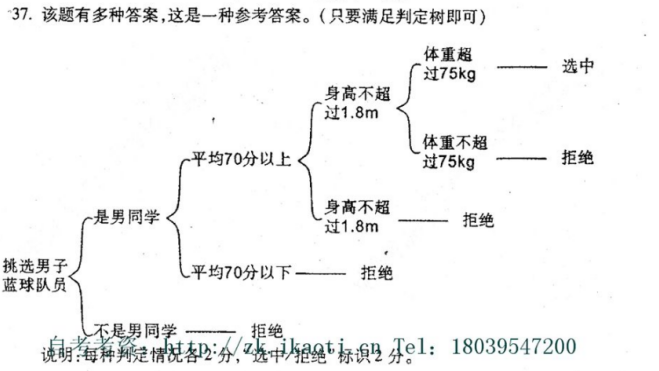 37. 该题有多种答案,这是一种参考答案。(只要满足判定树即可)
体重超
过75kg
选中
身高不超
过1.8m
体重不超
过75kg
拒绝
平均70分以上
身高不超
过1.8m
拒绝
是男同学
挑选男子
蓝球队员
平均70分以下
拒绝
不是男同学
拒绝
自考考资: http://zk.ikaoti.cn Tel: 18039547200
说明:每种判定情况各2分,“选中/拒绝”标识2分。